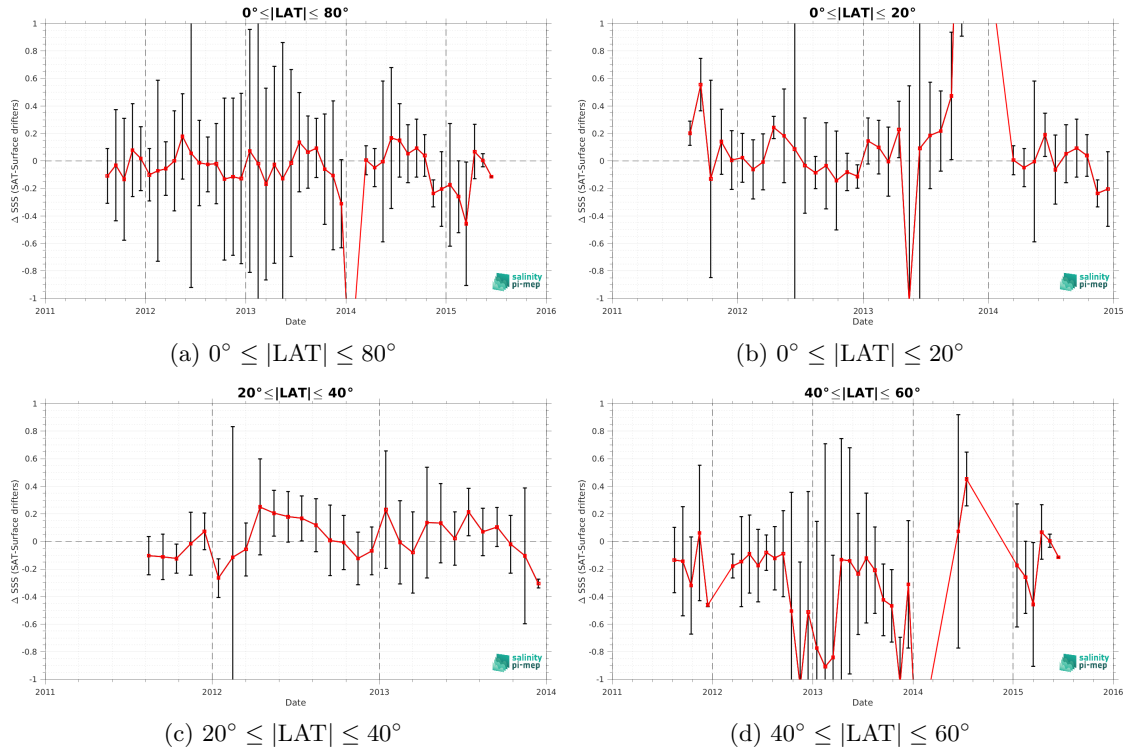 0°≤|LAT|≤ 80°
1
0.8
0.6
0.4
0.2
0
-0.2
-0.4
-0.6
-0.8
-1
Δ SSS (SAT-Surface drifters)
2011
2012
2013
2014
2015
2016
Date
salinity
pi-mep
(a) 0° ≤ |LAT| ≤ 80°
0°≤|LAT|≤ 20°
1
0.8
0.6
0.4
0.2
0
-0.2
-0.4
-0.6
-0.8
-1
Δ SSS (SAT-Surface drifters)
2011
2012
2013
2014
2015
Date
salinity
pi-mep
(b) 0° ≤ |LAT| ≤ 20°
20°≤|LAT|≤ 40°
1
0.8
0.6
0.4
0.2
0
-0.2
-0.4
-0.6
-0.8
-1
Δ SSS (SAT-Surface drifters)
2011
2012
2013
2014
Date
salinity
pi-mep
(c) 20° ≤ |LAT| ≤ 40°
40°≤|LAT|≤ 60°
1
0.8
0.6
0.4
0.2
0
-0.2
-0.4
-0.6
-0.8
-1
Δ SSS (SAT-Surface drifters)
2011
2012
2013
2014
2015
2016
Date
salinity
pi-mep
(d) 40° ≤ |LAT| ≤ 60°